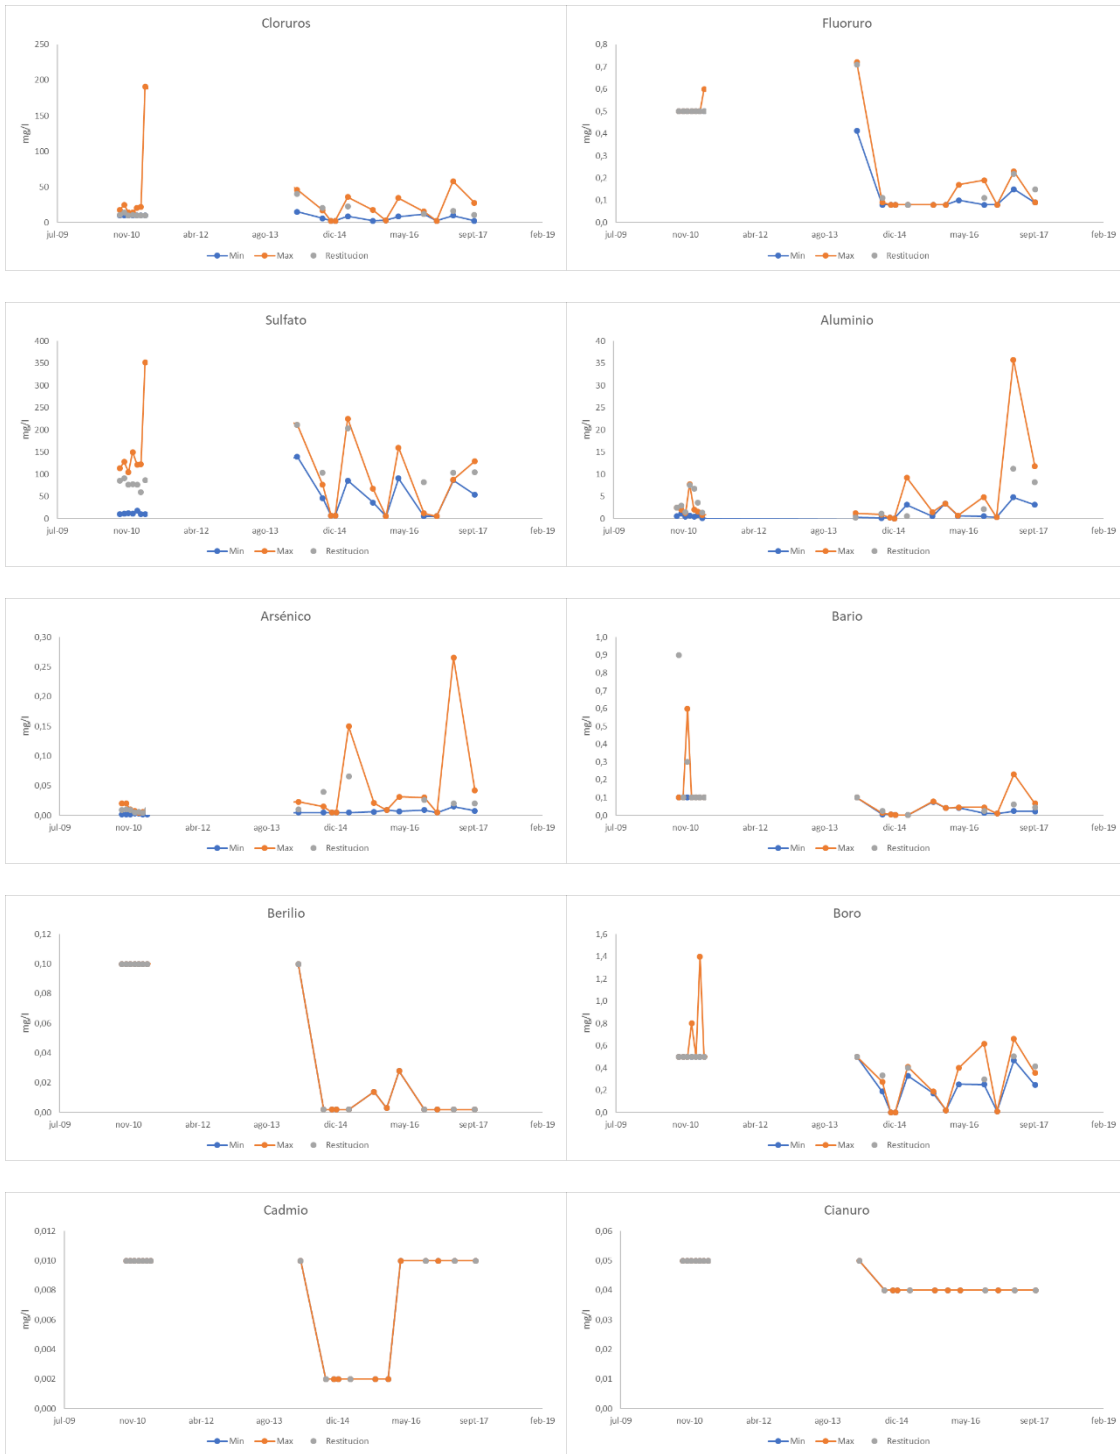 Cloruros
250
200
150
100
50
0
mg/l
jul-09 nov-10 abr-12 ago-13 dic-14 may-16 sept-17 feb-19
Min Max Restitucion
Fluoruro
0,8
0,7
0,6
0,5
0,4
0,3
0,2
0,1
0,0
mg/l
jul-09 nov-10 abr-12 ago-13 dic-14 may-16 sept-17 feb-19
Min Max Restitucion
Sulfato
400
350
300
250
200
150
100
50
0
mg/l
jul-09 nov-10 abr-12 ago-13 dic-14 may-16 sept-17 feb-19
Min Max Restitucion
Aluminio
40
35
30
25
20
15
10
5
0
mg/l
jul-09 nov-10 abr-12 ago-13 dic-14 may-16 sept-17 feb-19
Min Max Restitucion
Arsénico
0,30
0,25
0,20
0,15
0,10
0,05
0,00
mg/l
jul-09 nov-10 abr-12 ago-13 dic-14 may-16 sept-17 feb-19
Min Max Restitucion
Bario
1,0
0,9
0,8
0,7
0,6
0,5
0,4
0,3
0,2
0,1
0,0
mg/l
jul-09 nov-10 abr-12 ago-13 dic-14 may-16 sept-17 feb-19
Min Max Restitucion
Berilio
0,12
0,10
0,08
0,06
0,04
0,02
0,00
mg/l
jul-09 nov-10 abr-12 ago-13 dic-14 may-16 sept-17 feb-19
Min Max Restitucion
Boro
1,6
1,4
1,2
1,0
0,8
0,6
0,4
0,2
0,0
mg/l
jul-09 nov-10 abr-12 ago-13 dic-14 may-16 sept-17 feb-19
Min Max Restitucion
Cadmio
0,012
0,010
0,008
0,006
0,004
0,002
0,000
mg/l
jul-09 nov-10 abr-12 ago-13 dic-14 may-16 sept-17 feb-19
Min Max Restitucion
Cianuro
0,06
0,05
0,04
0,03
0,02
0,01
0,00
mg/l
jul-09 nov-10 abr-12 ago-13 dic-14 may-16 sept-17 feb-19
Min Max Restitucion